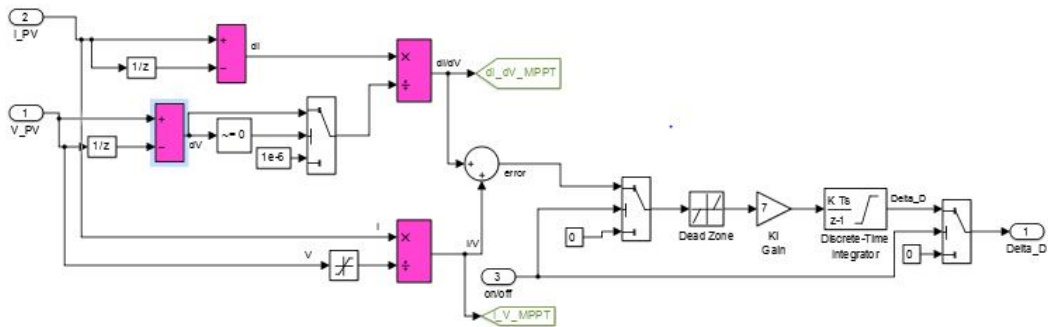 2
I_PV
+
−
dI
1/z
×
÷
dI/dV
dI_dV_MPPT
1
V_PV
+
−
dV
1/z
~= 0
1e-6
+
+
error
I
V
×
÷
I/V
I_V_MPPT
0
3
on/off
Dead Zone
7
KI
Gain
K Ts
z-1
Discrete-Time
Integrator
Delta_D
0
1
Delta_D